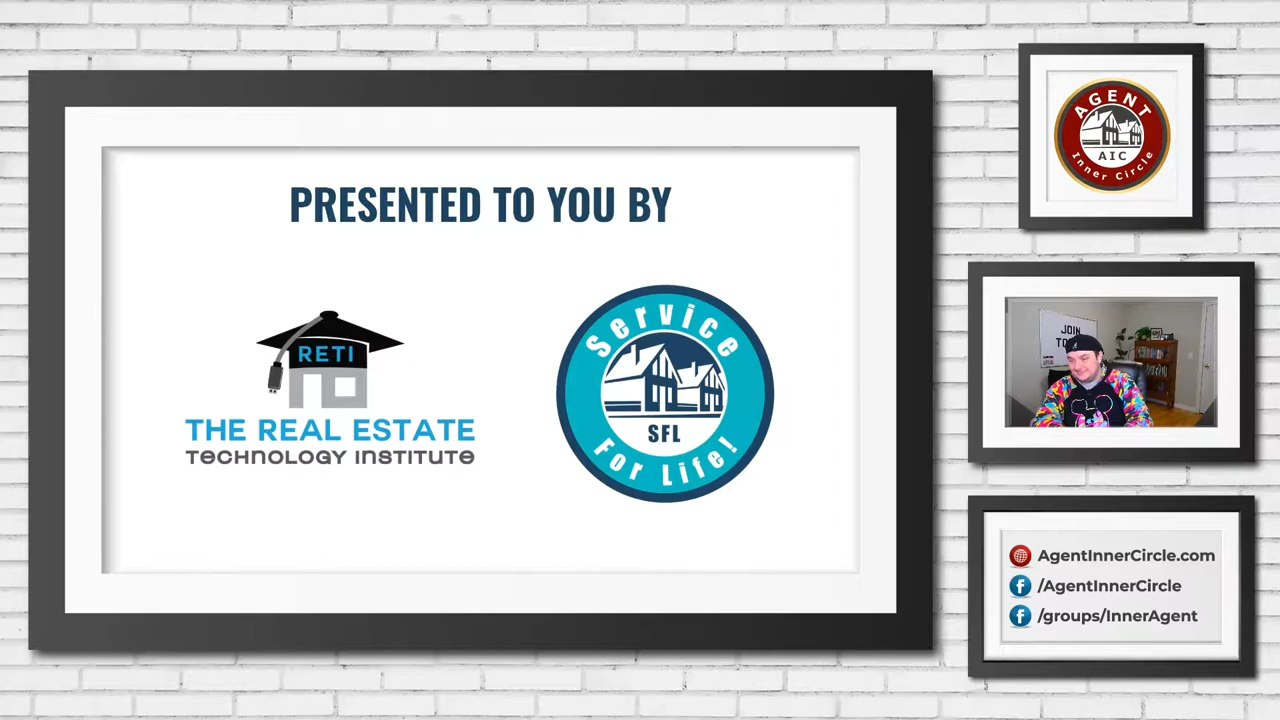 PRESENTED TO YOU BY
RETI
THE REAL ESTATE
TECHNOLOGY INSTITUTE
Service
SFL
For Life!
AGENT
AIC
Inner Circle
JOIN
AgentInnerCircle.com
/AgentInnerCircle
/groups/InnerAgent